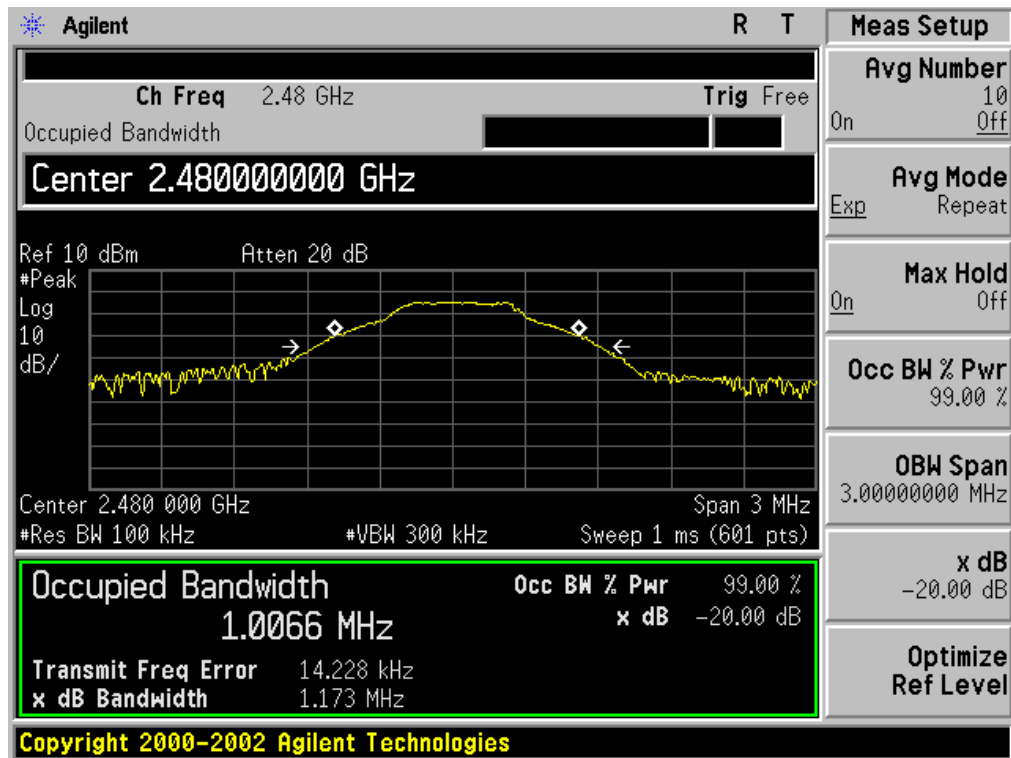 Agilent R T
Ch Freq 2.48 GHz Trig Free
Occupied Bandwidth
Center 2.480000000 GHz
Ref 10 dBm Atten 20 dB
#Peak
Log
10
dB/
Center 2.480 000 GHz Span 3 MHz
#Res BW 100 kHz #VBW 300 kHz Sweep 1 ms (601 pts)
Occupied Bandwidth Occ BW % Pwr 99.00 %
1.0066 MHz x dB -20.00 dB
Transmit Freq Error 14.228 kHz
x dB Bandwidth 1.173 MHz
Copyright 2000-2002 Agilent Technologies
Meas Setup
Avg Number
10
On Off
Avg Mode
Exp Repeat
Max Hold
On Off
Occ BW % Pwr
99.00 %
OBW Span
3.00000000 MHz
x dB
-20.00 dB
Optimize
Ref Level